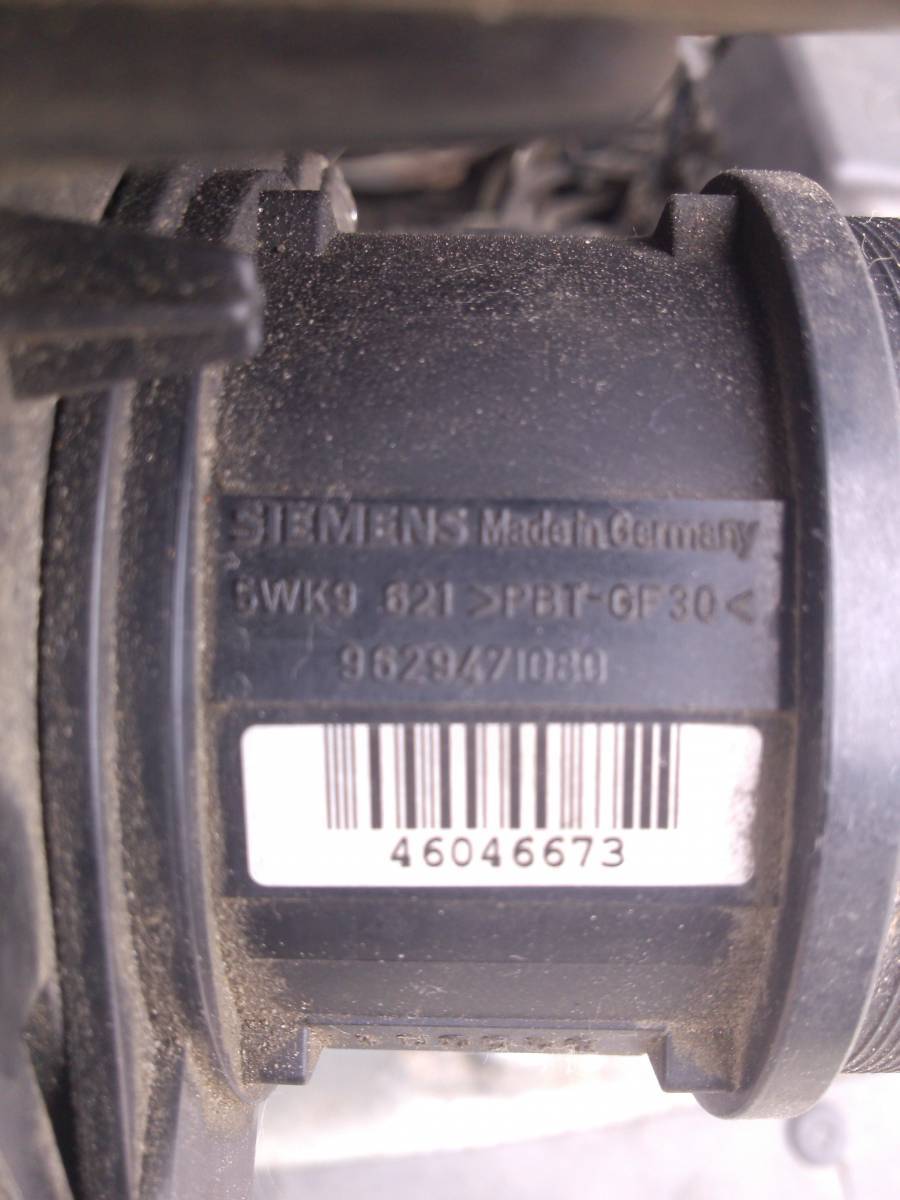 SIEMENS Made in Germany
5WK9 621 >PBT-GF30<
9629471080
46046673